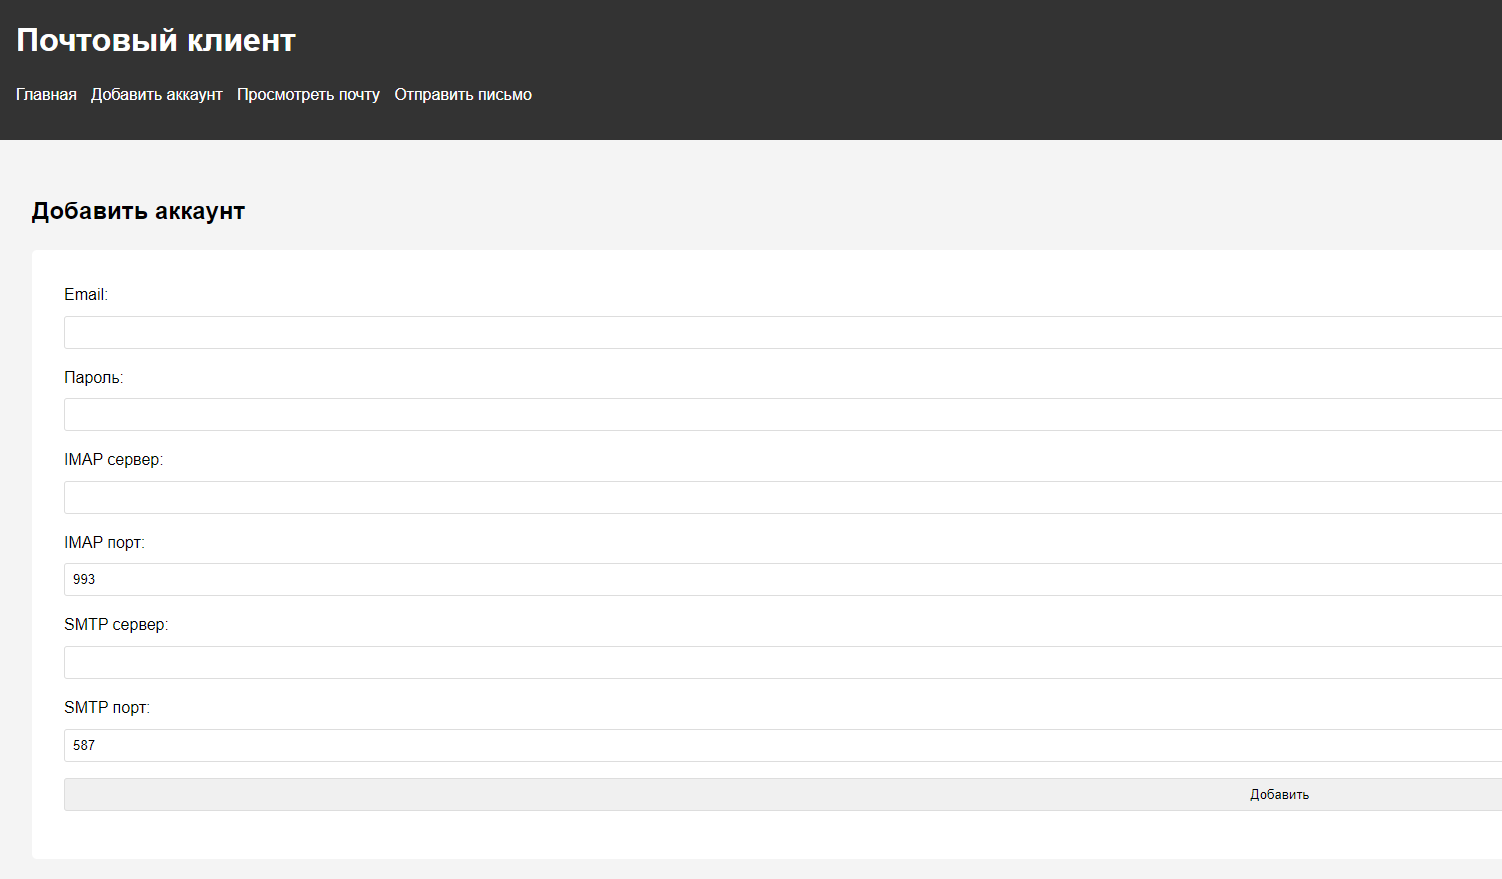 Почтовый клиент
Главная Добавить аккаунт Просмотреть почту Отправить письмо
Добавить аккаунт
Email:
Пароль:
IMAP сервер:
IMAP порт:
993
SMTP сервер:
SMTP порт:
587
Добавить